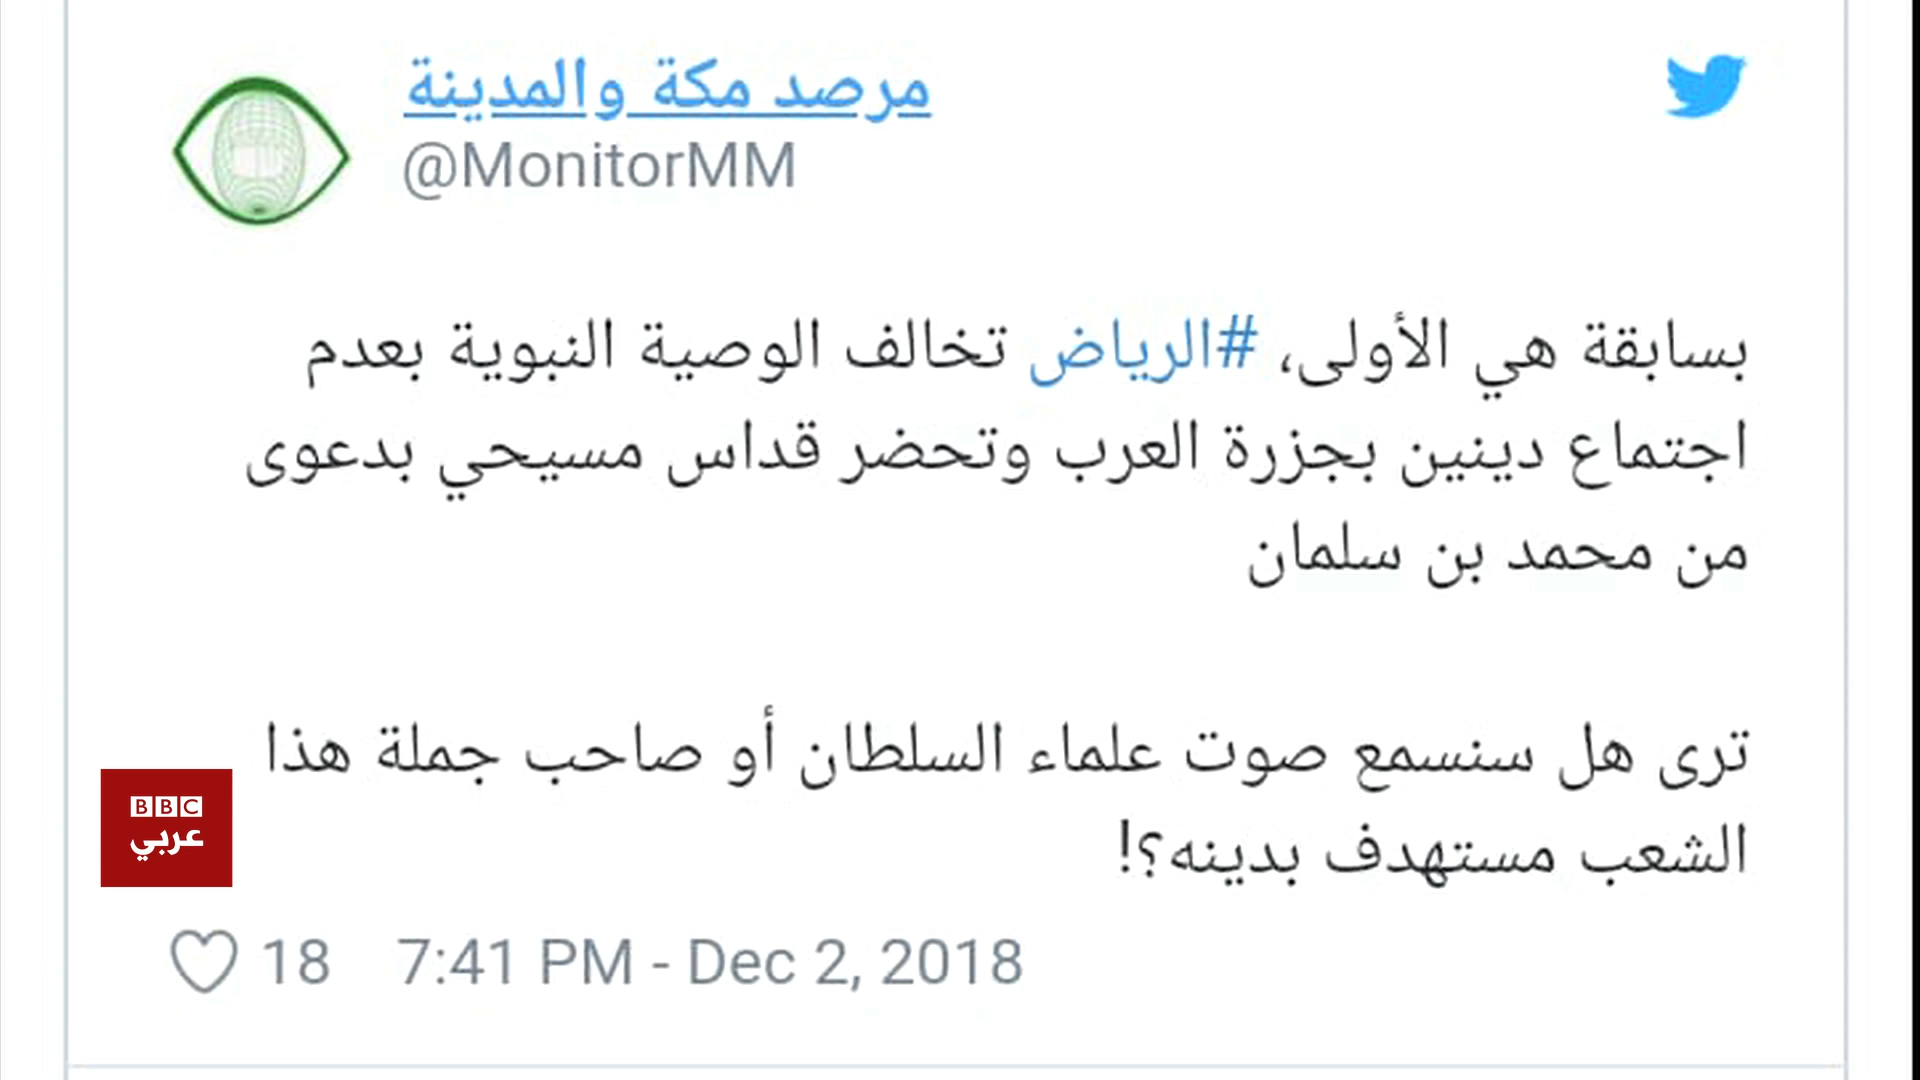 مرصد مكة والمدينة
@MonitorMM
بسابقة هي الأولى، #الرياض تخالف الوصية النبوية بعدم
اجتماع دينين بجزرة العرب وتحضر قداس مسيحي بدعوى
من محمد بن سلمان
ترى هل سنسمع صوت علماء السلطان أو صاحب جملة هذا
الشعب مستهدف بدينه؟!
BBC
عربي
18 7:41 PM - Dec 2, 2018